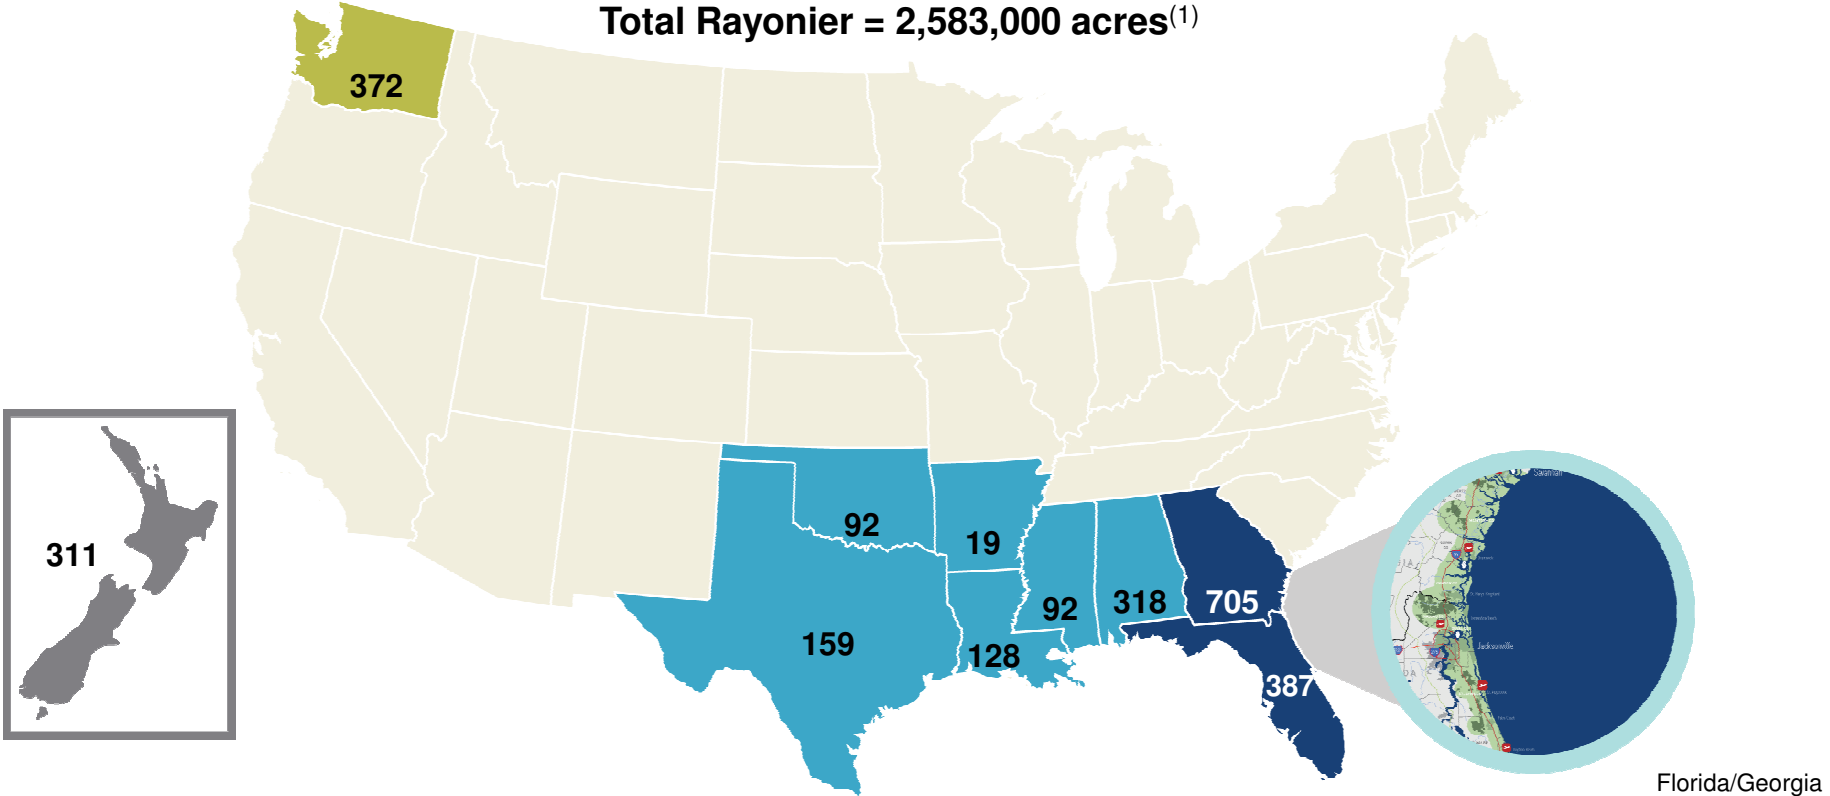 Total Rayonier = 2,583,000 acres(1)
372
92
19
311
92
318
705
159
128
387
Savannah
Jacksonville
Florida/Georgia